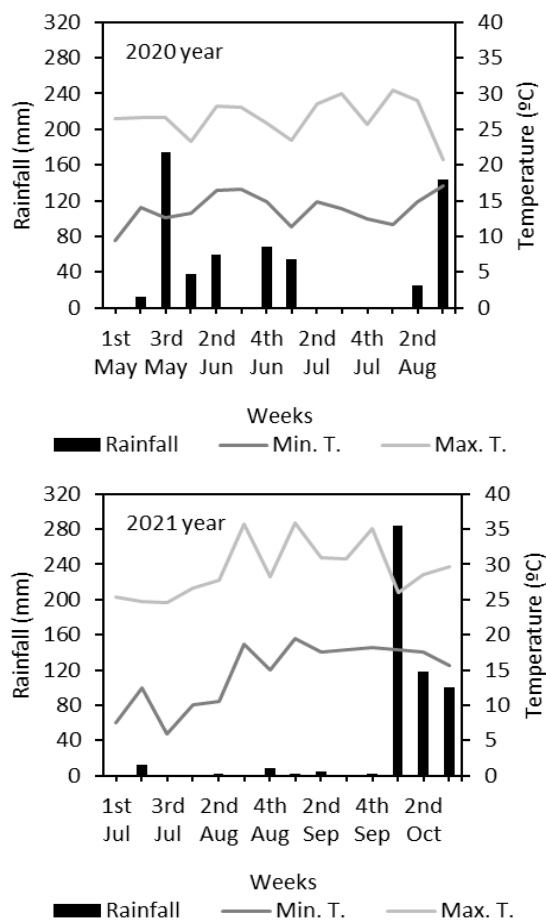 2020 year
Rainfall (mm)
320
280
240
200
160
120
80
40
0
Temperature (ºC)
40
35
30
25
20
15
10
5
0
1st 3rd 2nd 4th 2nd 4th 2nd
May May Jun Jun Jul Jul Aug
Weeks
Rainfall Min. T. Max. T.
2021 year
Rainfall (mm)
320
280
240
200
160
120
80
40
0
Temperature (ºC)
40
35
30
25
20
15
10
5
0
1st 3rd 2nd 4th 2nd 4th 2nd
Jul Jul Aug Aug Sep Sep Oct
Weeks
Rainfall Min. T. Max. T.